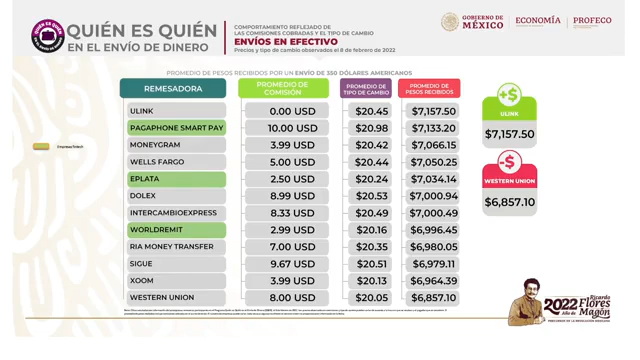 QUIÉN ES QUIÉN
EN EL ENVÍO DE DINERO
COMPORTAMIENTO REFLEJADO DE
LAS COMISIONES COBRADAS Y EL TIPO DE CAMBIO
ENVÍOS EN EFECTIVO
Precios y tipo de cambio observados el 8 de febrero de 2022
GOBIERNO DE MÉXICO
ECONOMÍA
PROFECO
PROMEDIO DE PESOS RECIBIDOS POR UN ENVÍO DE 350 DÓLARES AMERICANOS
REMESADORA PROMEDIO DE COMISIÓN PROMEDIO DE TIPO DE CAMBIO PROMEDIO DE PESOS RECIBIDOS
ULINK 0.00 USD $20.45 $7,157.50
PAGAPHONE SMART PAY 10.00 USD $20.98 $7,133.20
MONEYGRAM 3.99 USD $20.42 $7,066.15
WELLS FARGO 5.00 USD $20.44 $7,050.25
EPLATA 2.50 USD $20.24 $7,034.14
DOLEX 8.99 USD $20.53 $7,000.94
INTERCAMBIOEXPRESS 8.33 USD $20.49 $7,000.49
WORLDREMIT 2.99 USD $20.16 $6,996.45
RIA MONEY TRANSFER 7.00 USD $20.35 $6,980.05
SIGUE 9.67 USD $20.51 $6,979.11
XOOM 3.99 USD $20.13 $6,964.39
WESTERN UNION 8.00 USD $20.05 $6,857.10
Empresas fintech
+$
ULINK
$7,157.50
-$
WESTERN UNION
$6,857.10
2022 Ricardo Flores Magón
Año de
PRECURSOR DE LA REVOLUCIÓN MEXICANA